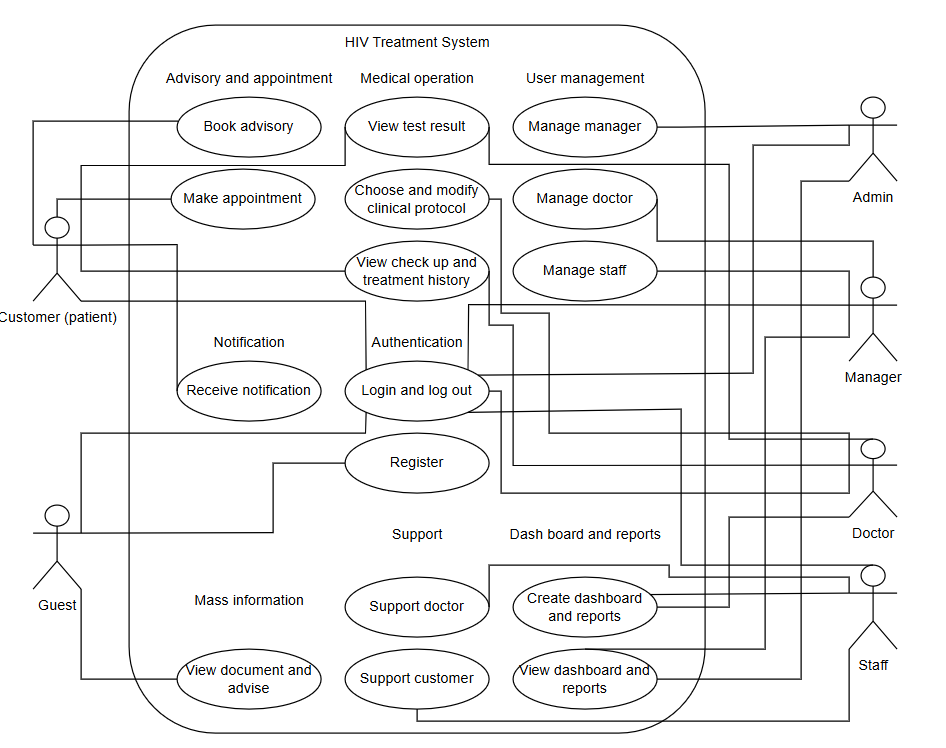 HIV Treatment System
Advisory and appointment
Medical operation
User management
Book advisory
View test result
Manage manager
Make appointment
Choose and modify
clinical protocol
Manage doctor
Admin
View check up and
treatment history
Manage staff
Customer (patient)
Notification
Authentication
Receive notification
Login and log out
Manager
Register
Support
Dash board and reports
Doctor
Mass information
Support doctor
Create dashboard
and reports
Guest
View document and
advise
Support customer
View dashboard and
reports
Staff